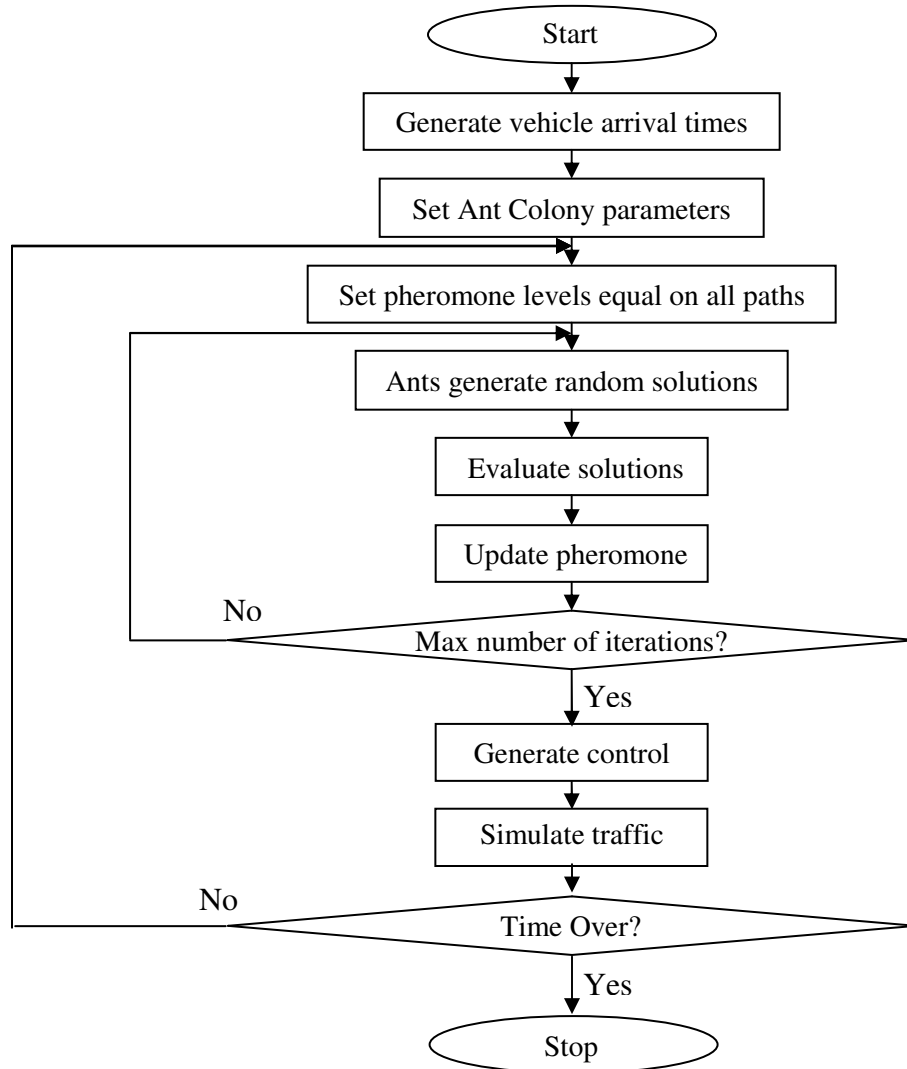 Start
Generate vehicle arrival times
Set Ant Colony parameters
Set pheromone levels equal on all paths
Ants generate random solutions
Evaluate solutions
Update pheromone
No
Max number of iterations?
Yes
Generate control
Simulate traffic
No
Time Over?
Yes
Stop